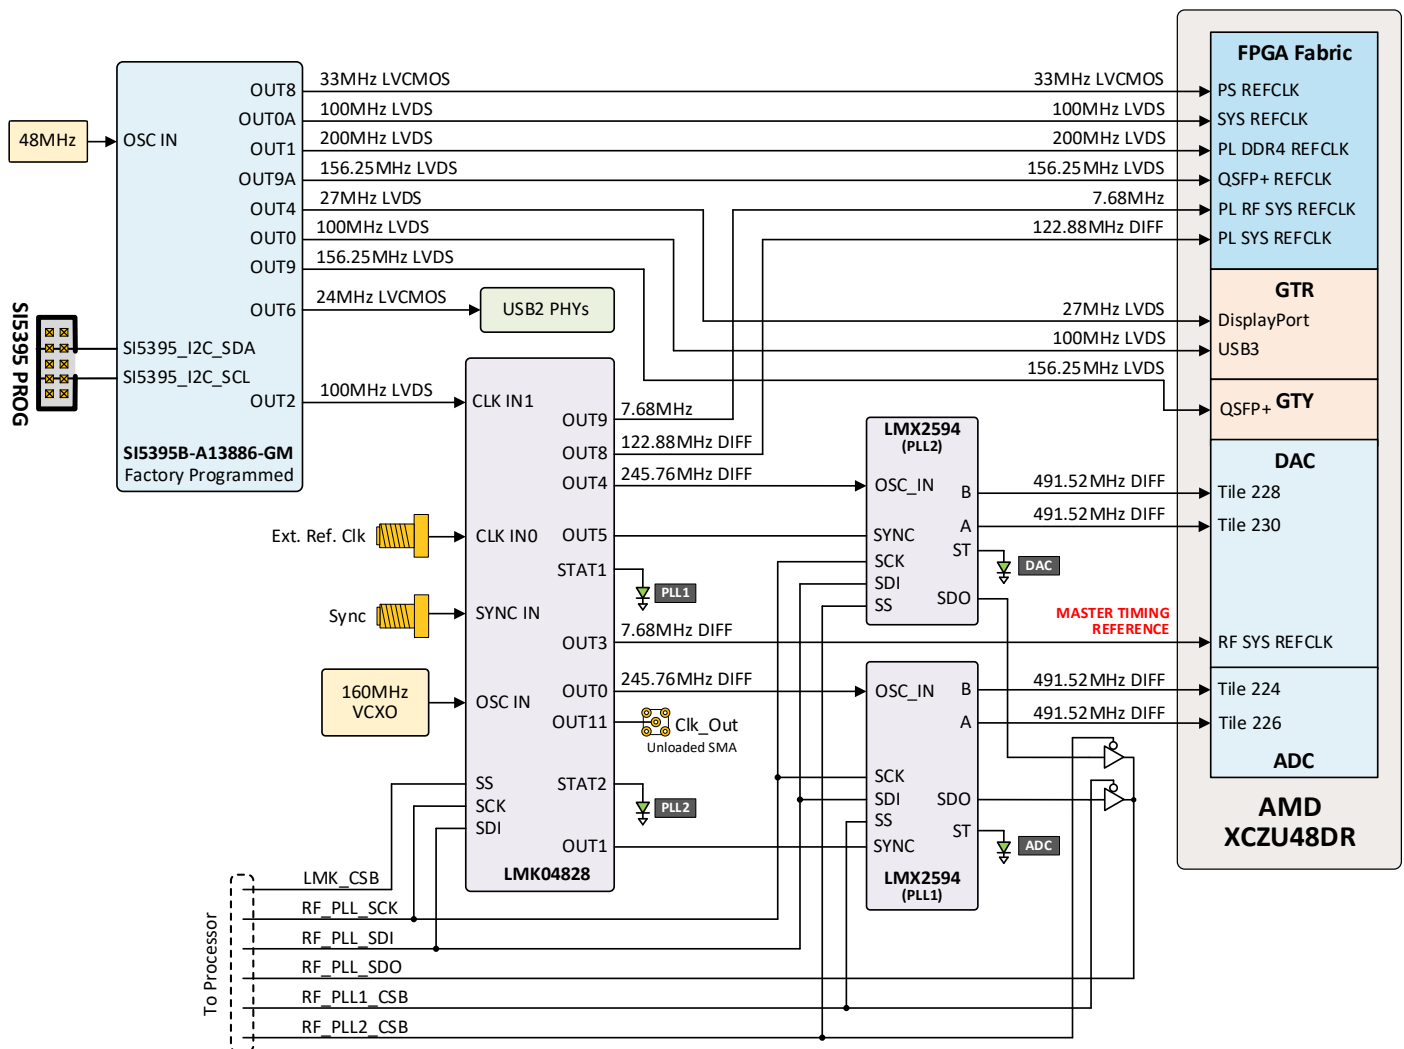 FPGA Fabric
OUT8
33MHz LVCMOS
33MHz LVCMOS
PS REFCLK
OUT0A
100MHz LVDS
100MHz LVDS
SYS REFCLK
48MHz
OSC IN
OUT1
200MHz LVDS
200MHz LVDS
PL DDR4 REFCLK
OUT9A
156.25MHz LVDS
156.25MHz LVDS
QSFP+ REFCLK
OUT4
27MHz LVDS
7.68MHz
PL RF SYS REFCLK
OUT0
100MHz LVDS
122.88MHz DIFF
PL SYS REFCLK
OUT9
156.25MHz LVDS
GTR
OUT6
24MHz LVCMOS
USB2 PHYs
27MHz LVDS
DisplayPort
SI5395 PROG
SI5395_I2C_SDA
100MHz LVDS
USB3
SI5395_I2C_SCL
156.25MHz LVDS
OUT2
100MHz LVDS
CLK IN1
QSFP+
GTY
SI5395B-A13886-GM
Factory Programmed
OUT9
7.68MHz
OUT8
122.88MHz DIFF
OUT4
245.76MHz DIFF
LMX2594
(PLL2)
OSC_IN
B
491.52MHz DIFF
DAC
Tile 228
A
491.52MHz DIFF
Tile 230
Ext. Ref. Clk
CLK IN0
OUT5
SYNC
ST
DAC
STAT1
PLL1
SCK
SDI
SS
SDO
Sync
SYNC IN
OUT3
7.68MHz DIFF
MASTER TIMING
REFERENCE
RF SYS REFCLK
160MHz
VCXO
OSC IN
OUT0
245.76MHz DIFF
OSC_IN
B
491.52MHz DIFF
Tile 224
OUT11
Clk_Out
Unloaded SMA
A
491.52MHz DIFF
Tile 226
ADC
SS
SCK
SDI
STAT2
PLL2
SCK
SDI
SS
SDO
ST
ADC
OUT1
SYNC
LMK04828
LMX2594
(PLL1)
AMD
XCZU48DR
To Processor
LMK_CSB
RF_PLL_SCK
RF_PLL_SDI
RF_PLL_SDO
RF_PLL1_CSB
RF_PLL2_CSB